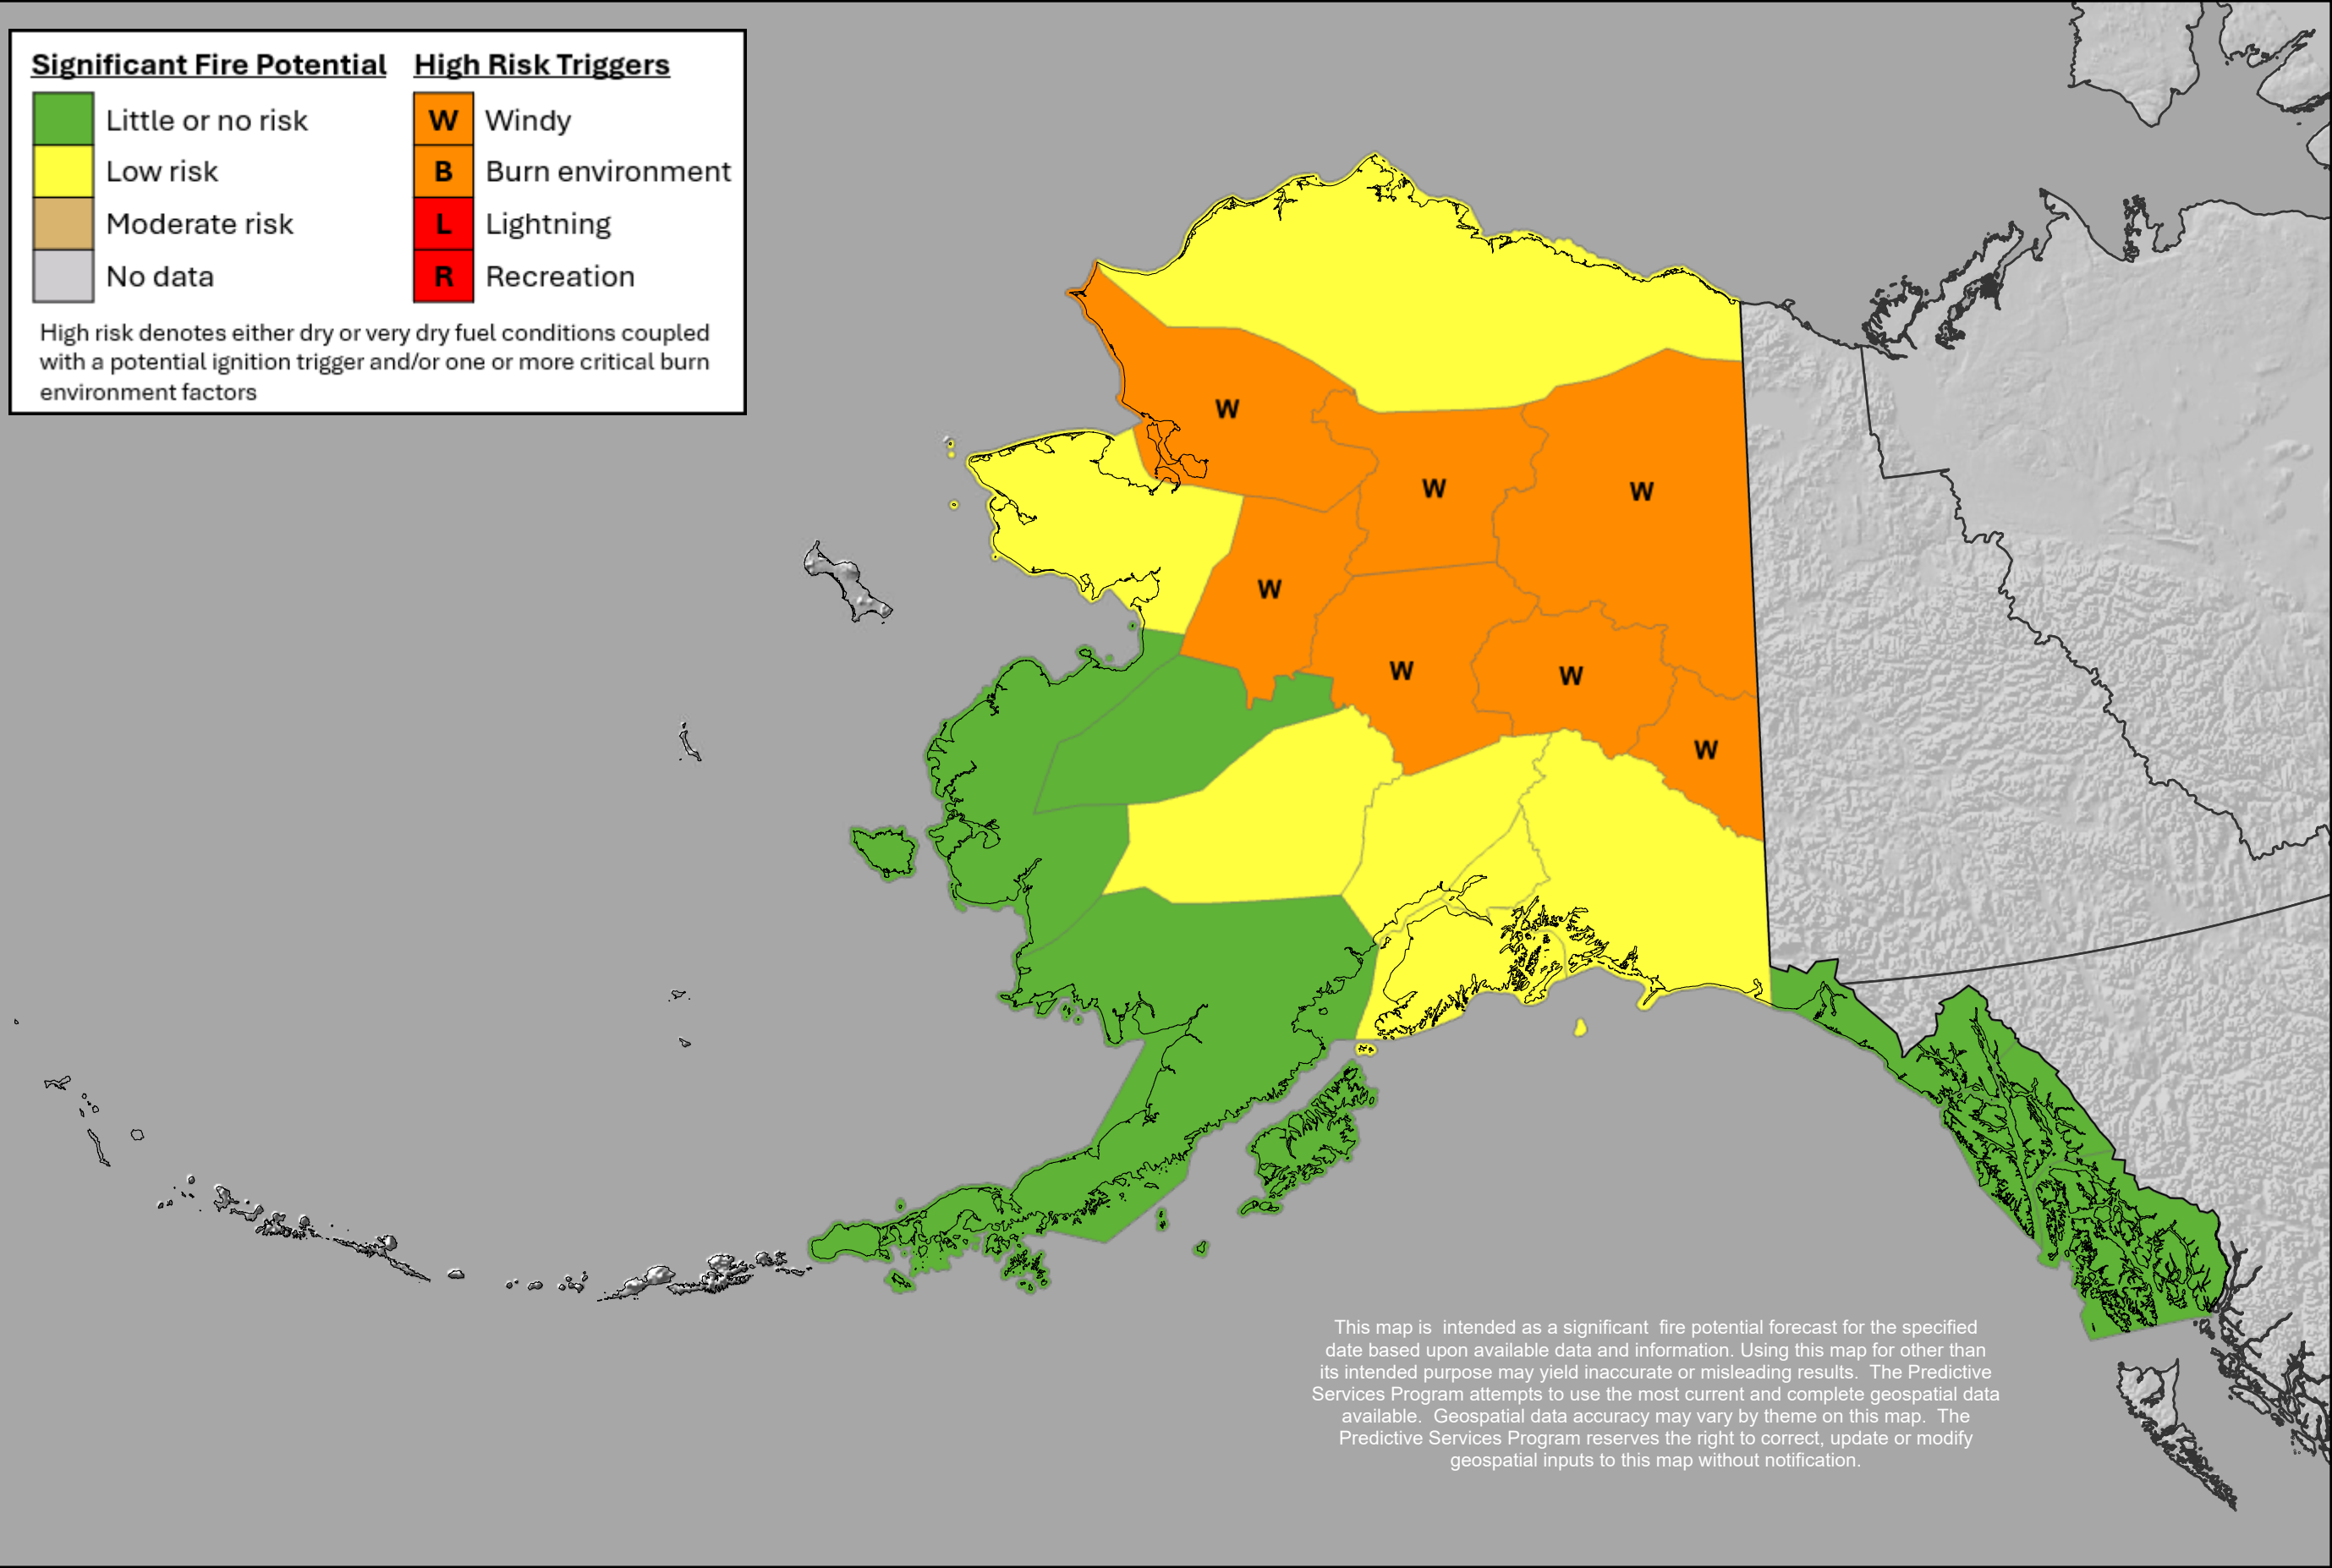 Significant Fire Potential
High Risk Triggers
Little or no risk
W Windy
Low risk
B Burn environment
Moderate risk
L Lightning
No data
R Recreation
High risk denotes either dry or very dry fuel conditions coupled
with a potential ignition trigger and/or one or more critical burn
environment factors
W
W
W
W
W
W
W
This map is intended as a significant fire potential forecast for the specified
date based upon available data and information. Using this map for other than
its intended purpose may yield inaccurate or misleading results. The Predictive
Services Program attempts to use the most current and complete geospatial data
available. Geospatial data accuracy may vary by theme on this map. The
Predictive Services Program reserves the right to correct, update or modify
geospatial inputs to this map without notification.